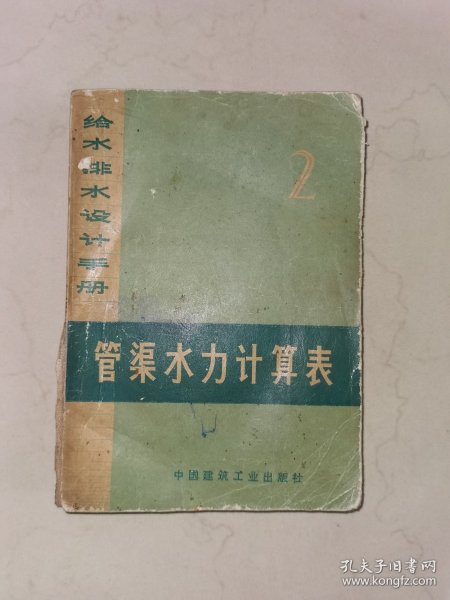 给水排水设计手册
2
管渠水力计算表
中国建筑工业出版社
孔夫子旧书网
www.kongfz.com